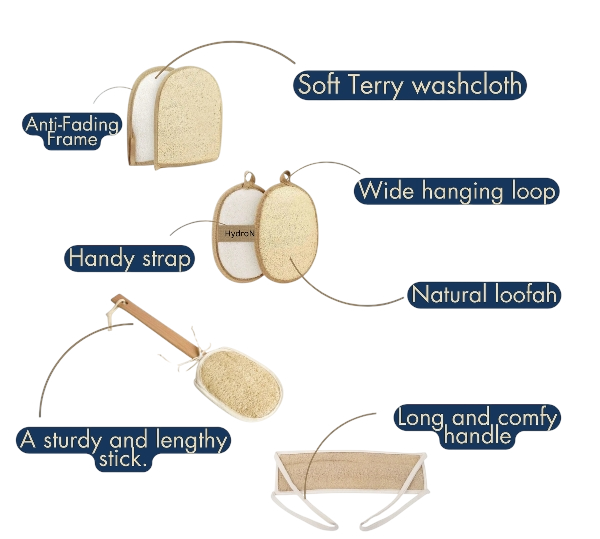 Soft Terry washcloth
Anti-Fading
Frame
Wide hanging loop
HydroN
Handy strap
Natural loofah
A sturdy and lengthy
stick.
Long and comfy
handle